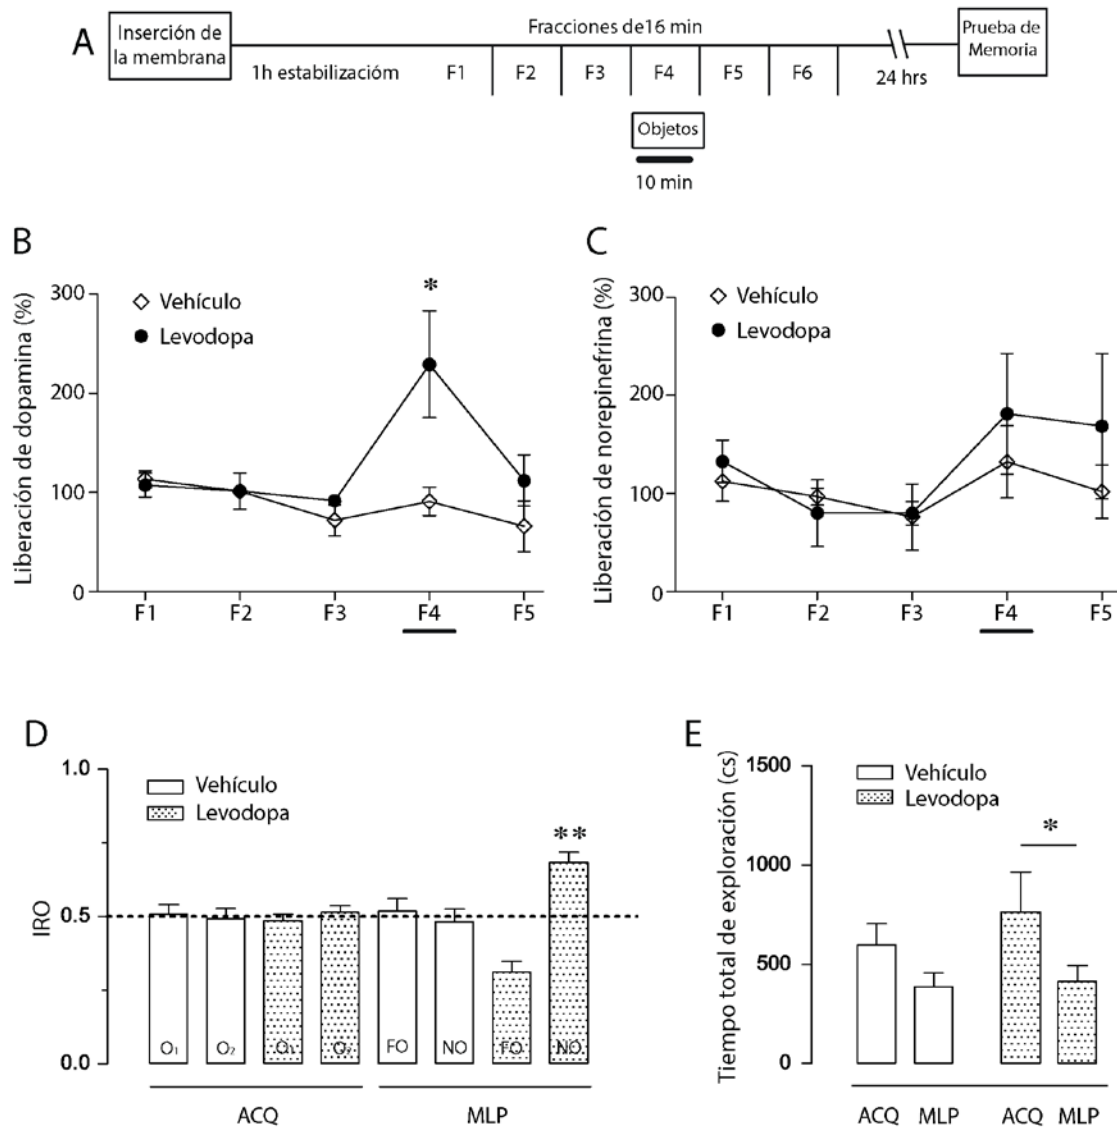 A
Inserción de
la membrana
Fracciones de16 min
Prueba de
Memoria
1h estabilizacióm
F1
F2
F3
F4
F5
F6
24 hrs
Objetos
10 min
B
Liberación de dopamina (%)
300
200
100
0
Vehículo
Levodopa
*
F1
F2
F3
F4
F5
C
Liberación de norepinefrina (%)
300
200
100
0
Vehículo
Levodopa
F1
F2
F3
F4
F5
D
IRO
1.0
0.5
0.0
Vehículo
Levodopa
**
O₁
O₂
O₁
O₂
FO
NO
FO
NO
ACQ
MLP
E
Tiempo total de exploración (cs)
1500
1000
500
0
Vehículo
Levodopa
*
ACQ
MLP
ACQ
MLP